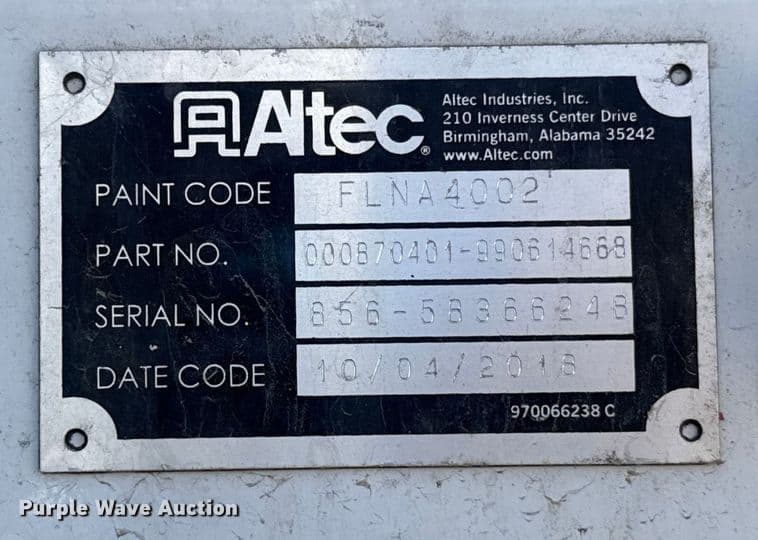 Altec
Altec Industries, Inc.
210 Inverness Center Drive
Birmingham, Alabama 35242
www.Altec.com
PAINT CODE FLNA4002
PART NO. 000870401-990614668
SERIAL NO. 856-58366246
DATE CODE 10/04/2018
970066238 C
Purple Wave Auction